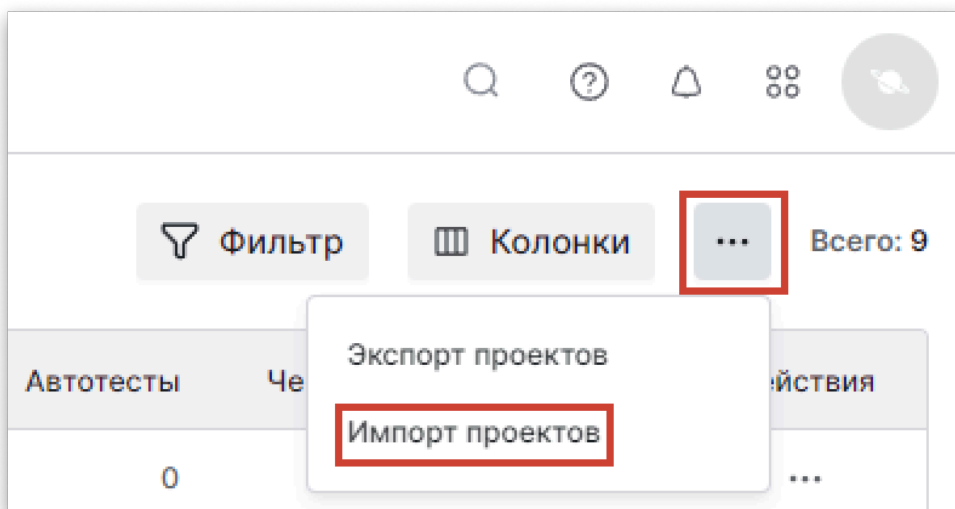 Фильтр
Колонки
Всего: 9
Экспорт проектов
Автотесты
Импорт проектов
0